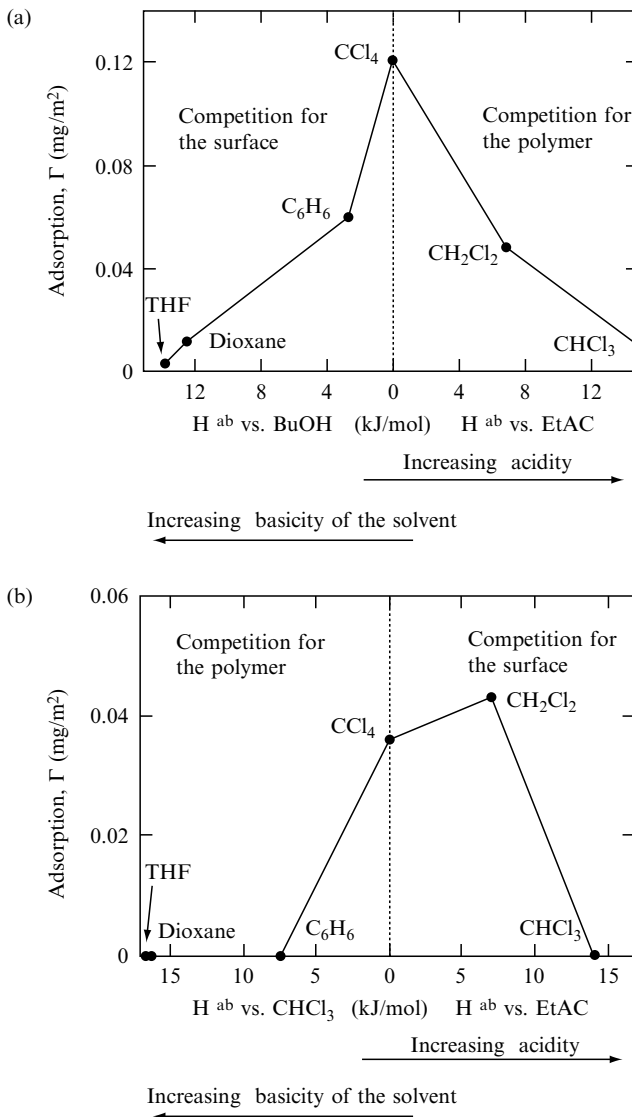 (a)
Adsorption, Γ (mg/m²)
0.12
0.08
0.04
0
CCl₄
Competition for
the surface
Competition for
the polymer
C₆H₆
CH₂Cl₂
THF
Dioxane
CHCl₃
12 8 4 0 4 8 12
H ᵃᵇ vs. BuOH (kJ/mol) H ᵃᵇ vs. EtAC
Increasing acidity
Increasing basicity of the solvent
(b)
Adsorption, Γ (mg/m²)
0.06
0.04
0.02
0
Competition for
the polymer
Competition for
the surface
CCl₄
CH₂Cl₂
THF
Dioxane
C₆H₆
CHCl₃
15 10 5 0 5 10 15
H ᵃᵇ vs. CHCl₃ (kJ/mol) H ᵃᵇ vs. EtAC
Increasing acidity
Increasing basicity of the solvent